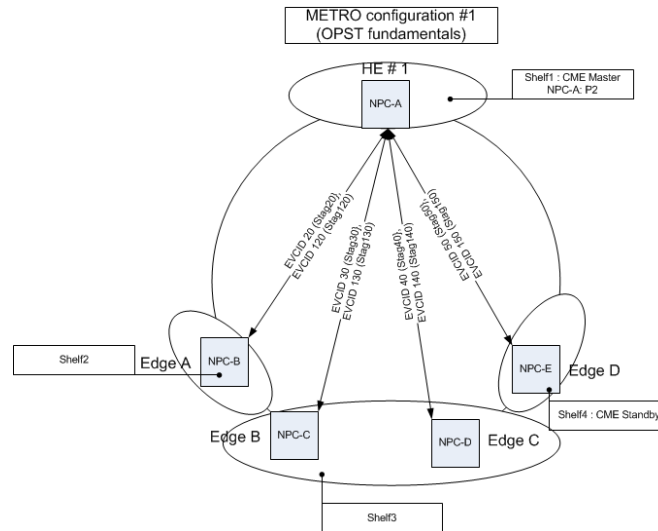 METRO configuration #1
(OPST fundamentals)
HE # 1
Shelf1 : CME Master
NPC-A: P2
NPC-A
EVCID 20 (Stag20),
EVCID 120 (Stag120)
EVCID 30 (Stag30),
EVCID 130 (Stag130)
EVCID 40 (Stag40),
EVCID 140 (Stag140)
EVCID 50 (Stag50),
EVCID 150 (Stag150)
Shelf2
Edge A
NPC-B
NPC-E
Edge D
Shelf4 : CME Standby
Edge B
NPC-C
NPC-D
Edge C
Shelf3